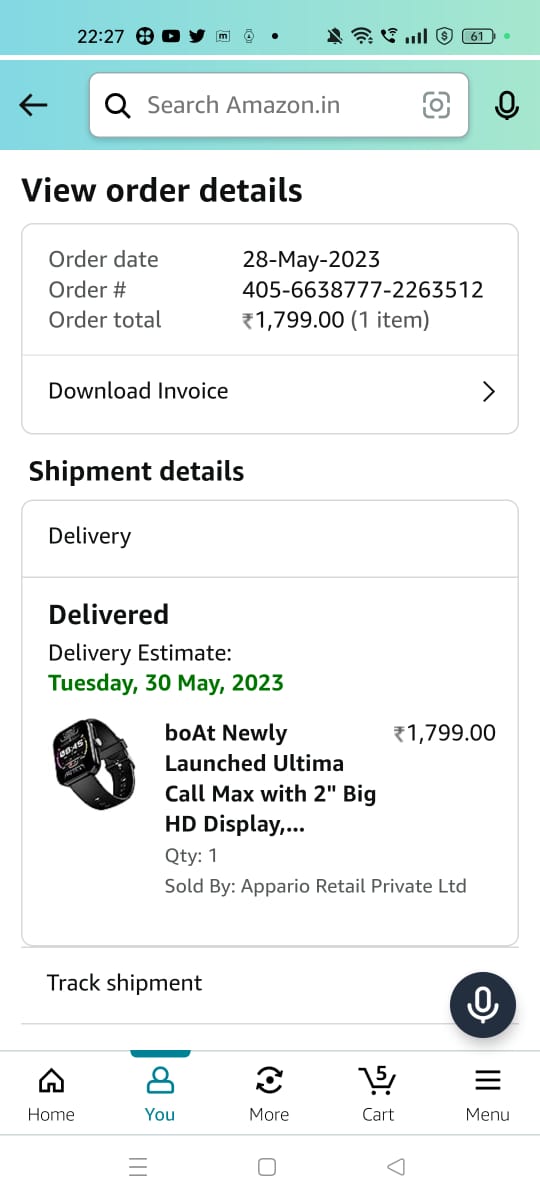 22:27
61
Search Amazon.in
View order details
Order date 28-May-2023
Order # 405-6638777-2263512
Order total ₹1,799.00 (1 item)
Download Invoice
Shipment details
Delivery
Delivered
Delivery Estimate:
Tuesday, 30 May, 2023
boAt Newly ₹1,799.00
Launched Ultima
Call Max with 2" Big
HD Display,...
Qty: 1
Sold By: Appario Retail Private Ltd
Track shipment
5
Home You More Cart Menu